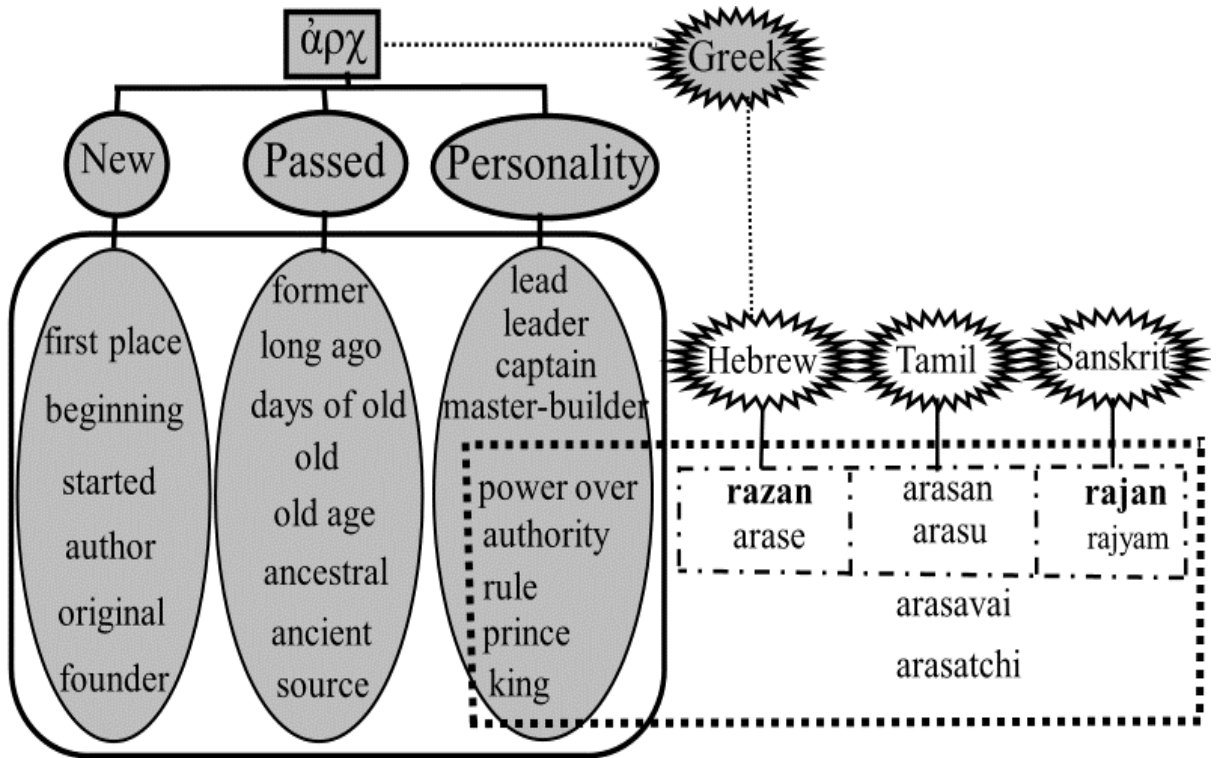 ἀρχ
Greek
New
Passed
Personality
first place
beginning
started
author
original
founder
former
long ago
days of old
old
old age
ancestral
ancient
source
lead
leader
captain
master-builder
power over
authority
rule
prince
king
Hebrew
Tamil
Sanskrit
razan
arase
arasan
arasu
rajan
rajyam
arasavai
arasatchi